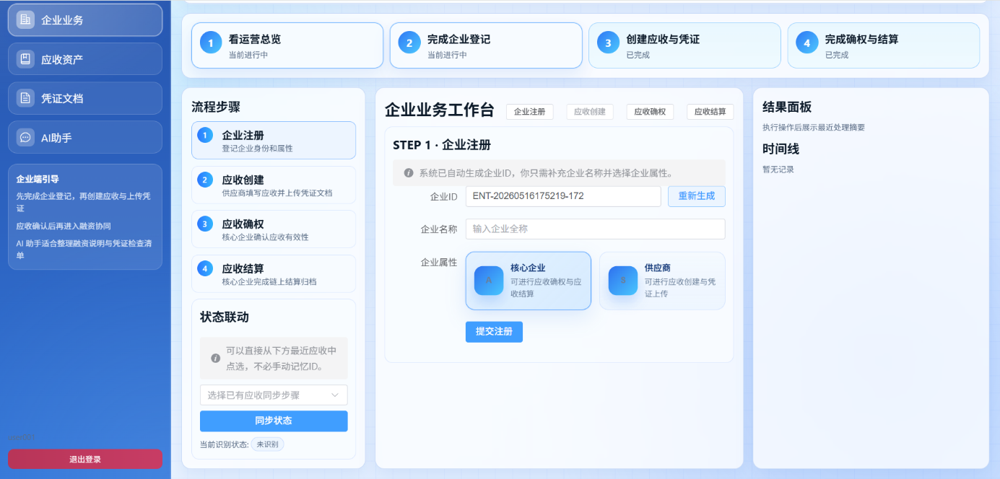 企业业务
应收资产
凭证文档
AI助手
企业端引导
先完成企业登记，再创建应收与上传凭
证
应收确认后再进入融资协同
AI 助手适合整理融资说明与凭证检查清
单
退出登录
1
看运营总览
当前进行中
2
完成企业登记
当前进行中
3
创建应收与凭证
已完成
4
完成确权与结算
已完成
流程步骤
1
企业注册
登记企业身份和属性
2
应收创建
供应商填写应收并上传凭证文档
3
应收确权
核心企业确认应收有效性
4
应收结算
核心企业完成链上结算归档
状态联动
可以直接从下方最近应收中
点选，不必手动记忆ID。
选择已有应收同步步骤
同步状态
当前识别状态: 未识别
企业业务工作台
企业注册
应收创建
应收确权
应收结算
STEP 1 · 企业注册
系统已自动生成企业ID，你只需补充企业名称并选择企业属性。
企业ID
ENT-20260516175219-172
重新生成
企业名称
输入企业全称
企业属性
A
核心企业
可进行应收确权与应
收结算
S
供应商
可进行应收创建与凭
证上传
提交注册
结果面板
执行操作后展示最近处理摘要
时间线
暂无记录